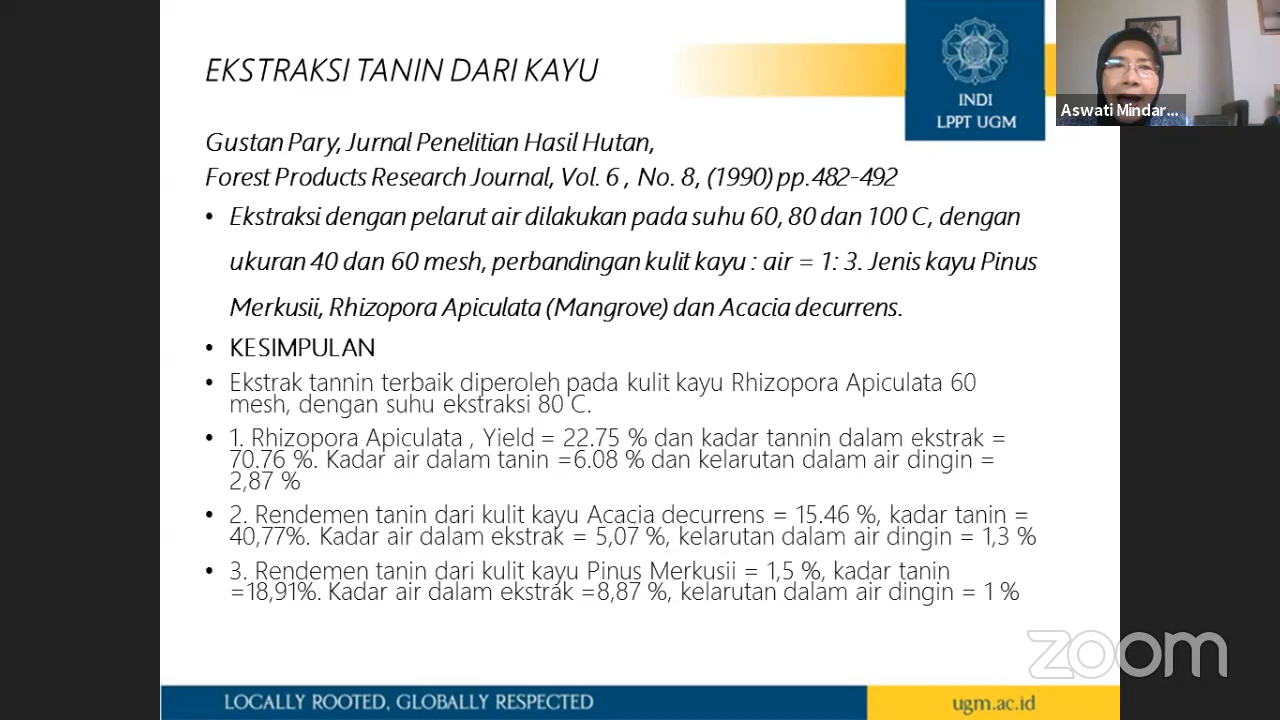 EKSTRAKSI TANIN DARI KAYU
INDI
LPPT UGM
Aswati Mindar...
Gustan Pary, Jurnal Penelitian Hasil Hutan,
Forest Products Research Journal, Vol. 6 , No. 8, (1990) pp.482-492
• Ekstraksi dengan pelarut air dilakukan pada suhu 60, 80 dan 100 C, dengan
ukuran 40 dan 60 mesh, perbandingan kulit kayu : air = 1: 3. Jenis kayu Pinus
Merkusii, Rhizopora Apiculata (Mangrove) dan Acacia decurrens.
• KESIMPULAN
• Ekstrak tannin terbaik diperoleh pada kulit kayu Rhizopora Apiculata 60
mesh, dengan suhu ekstraksi 80 C.
• 1. Rhizopora Apiculata , Yield = 22.75 % dan kadar tannin dalam ekstrak =
70.76 %. Kadar air dalam tanin =6.08 % dan kelarutan dalam air dingin =
2,87 %
• 2. Rendemen tanin dari kulit kayu Acacia decurrens = 15.46 %, kadar tanin =
40,77%. Kadar air dalam ekstrak = 5,07 %, kelarutan dalam air dingin = 1,3 %
• 3. Rendemen tanin dari kulit kayu Pinus Merkusii = 1,5 %, kadar tanin
=18,91%. Kadar air dalam ekstrak =8,87 %, kelarutan dalam air dingin = 1 %
zoom
LOCALLY ROOTED, GLOBALLY RESPECTED
ugm.ac.id